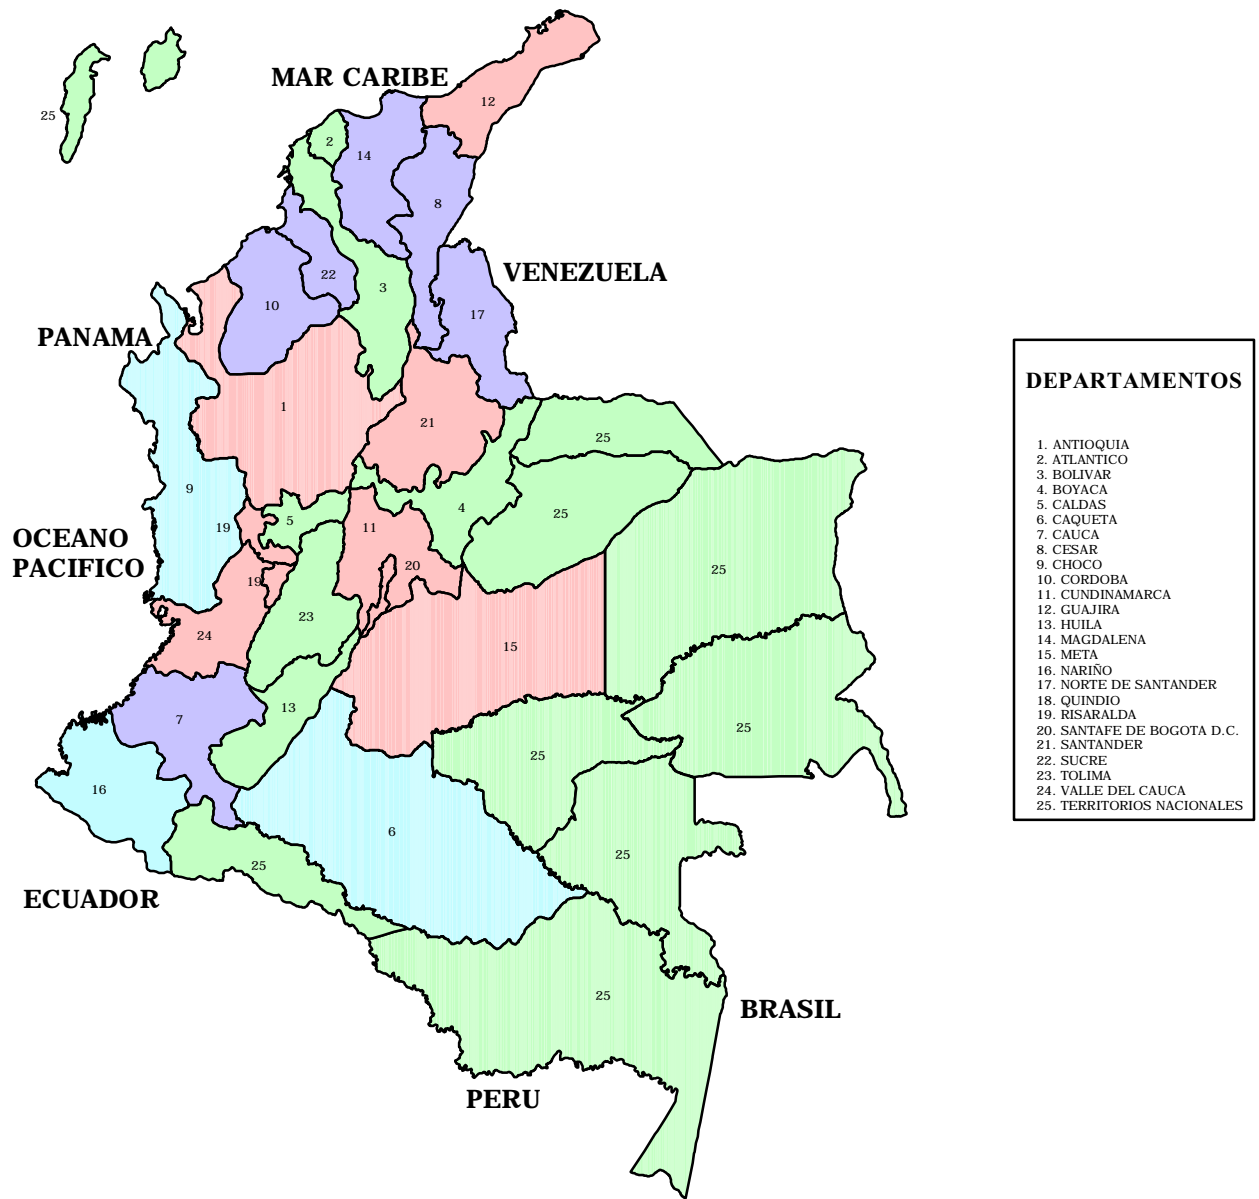 MAR CARIBE
12
25
2
14
8
VENEZUELA
22
3
10
17
PANAMA
1
21
25
9
4
25
5
11
19
OCEANO
PACIFICO
20
19
25
23
24
15
13
7
25
25
16
6
25
25
ECUADOR
25
BRASIL
PERU
DEPARTAMENTOS
1. ANTIOQUIA
2. ATLANTICO
3. BOLIVAR
4. BOYACA
5. CALDAS
6. CAQUETA
7. CAUCA
8. CESAR
9. CHOCO
10. CORDOBA
11. CUNDINAMARCA
12. GUAJIRA
13. HUILA
14. MAGDALENA
15. META
16. NARIÑO
17. NORTE DE SANTANDER
18. QUINDIO
19. RISARALDA
20. SANTAFE DE BOGOTA D.C.
21. SANTANDER
22. SUCRE
23. TOLIMA
24. VALLE DEL CAUCA
25. TERRITORIOS NACIONALES